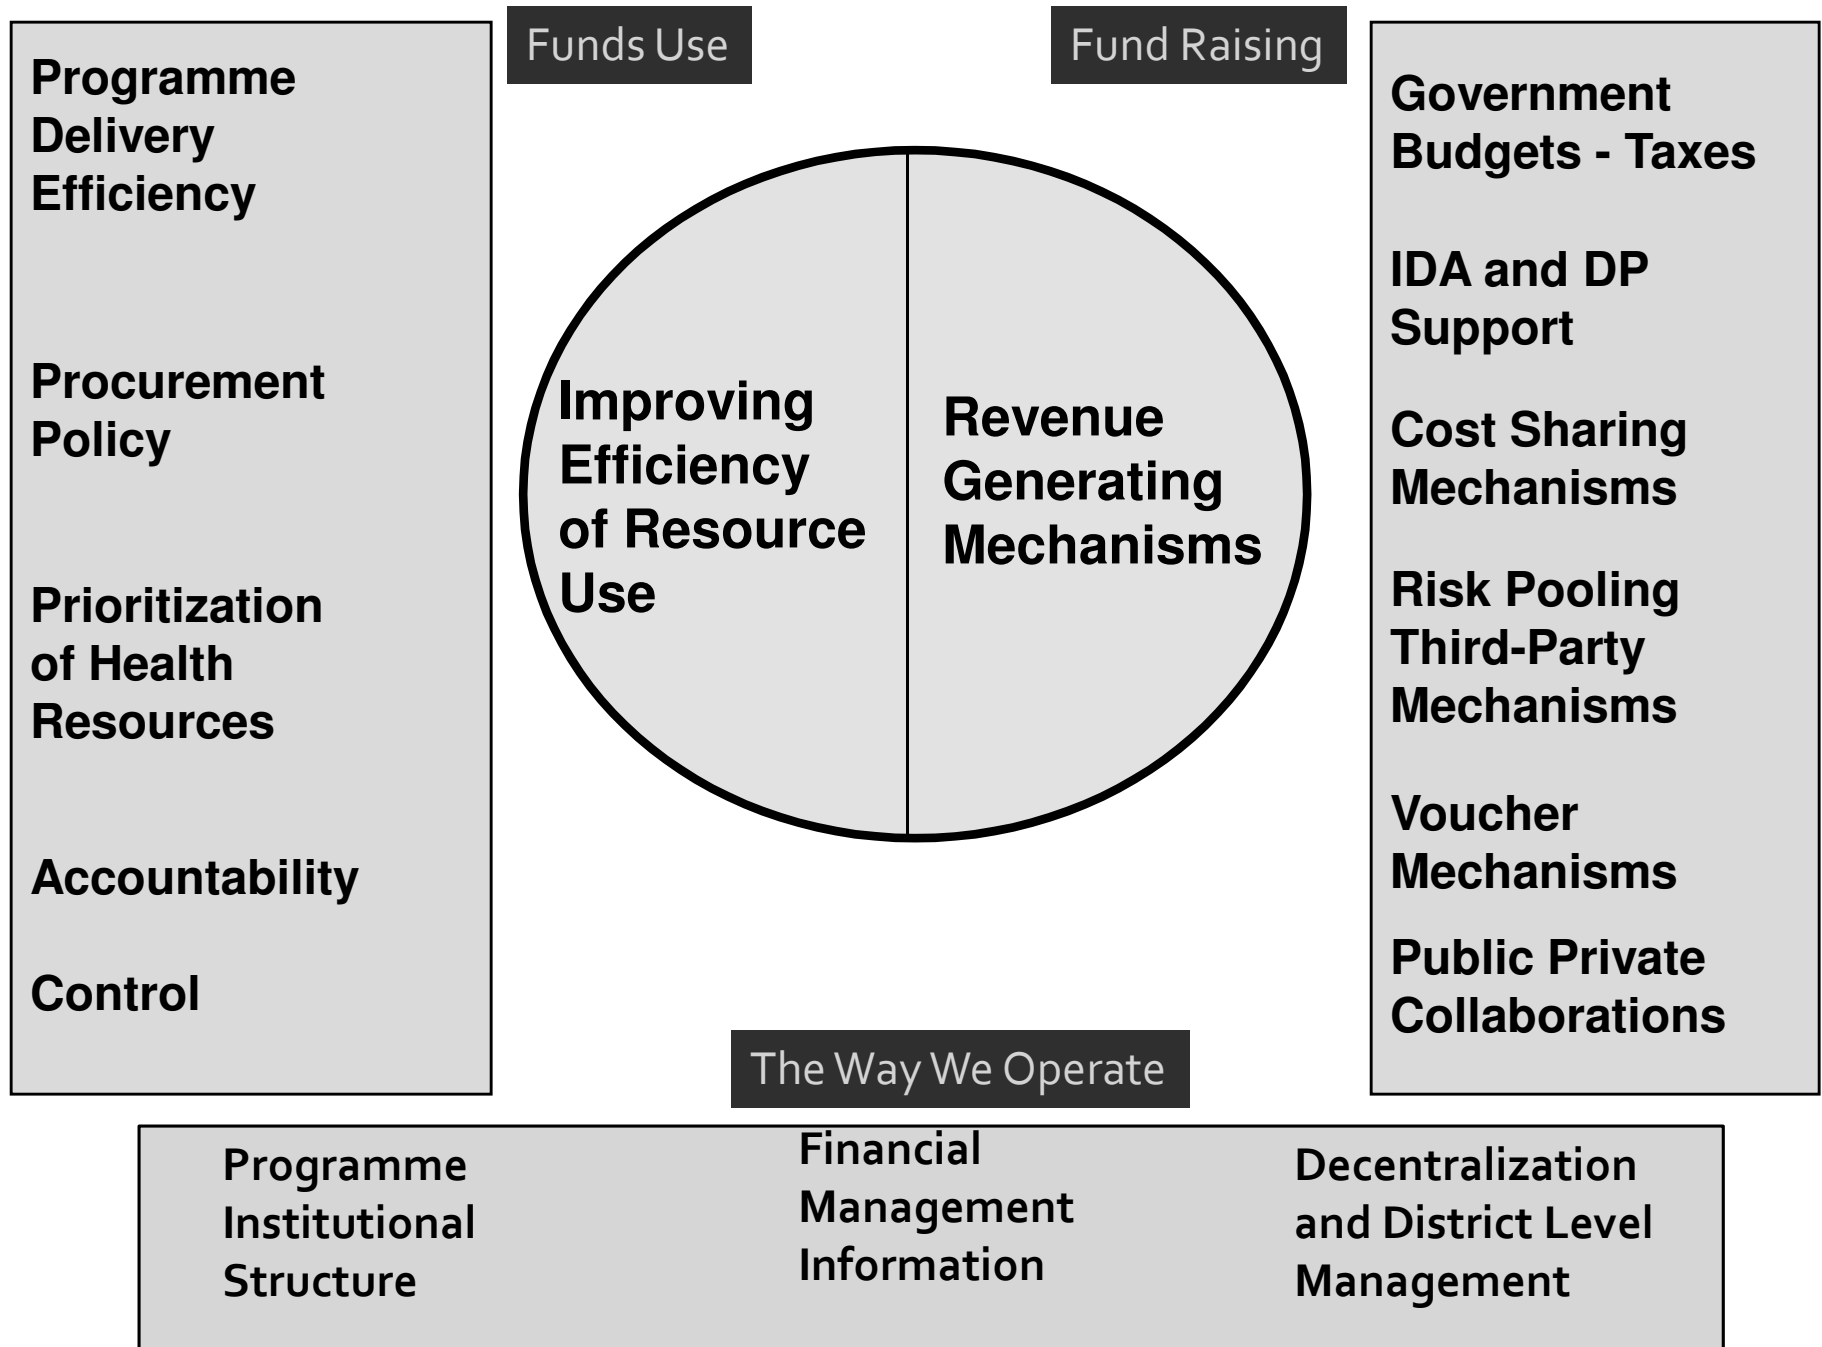 Funds Use
Programme
Delivery
Efficiency
Procurement
Policy
Prioritization
of Health
Resources
Accountability
Control
Improving
Efficiency
of Resource
Use
Fund Raising
Revenue
Generating
Mechanisms
Government
Budgets - Taxes
IDA and DP
Support
Cost Sharing
Mechanisms
Risk Pooling
Third-Party
Mechanisms
Voucher
Mechanisms
Public Private
Collaborations
The Way We Operate
Programme
Institutional
Structure
Financial
Management
Information
Decentralization
and District Level
Management